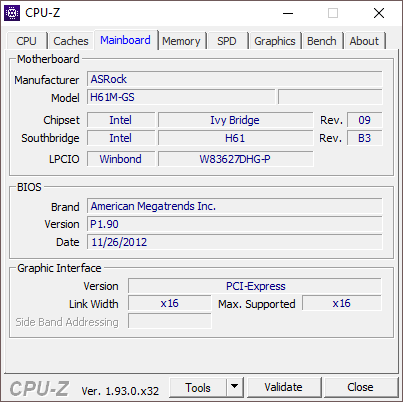 CPU-Z
CPU Caches Mainboard Memory SPD Graphics Bench About
Motherboard
Manufacturer ASRock
Model H61M-GS
Chipset Intel Ivy Bridge Rev. 09
Southbridge Intel H61 Rev. B3
LPCIO Winbond W83627DHG-P
BIOS
Brand American Megatrends Inc.
Version P1.90
Date 11/26/2012
Graphic Interface
Version PCI-Express
Link Width x16 Max. Supported x16
Side Band Addressing
CPU-Z Ver. 1.93.0.x32 Tools Validate Close